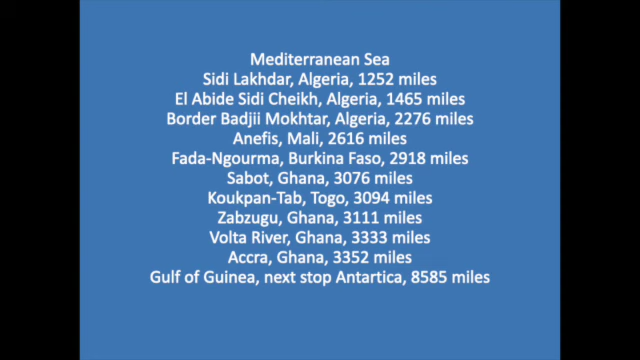 Mediterranean Sea
Sidi Lakhdar, Algeria, 1252 miles
El Abide Sidi Cheikh, Algeria, 1465 miles
Border Badjii Mokhtar, Algeria, 2276 miles
Anefis, Mali, 2616 miles
Fada-Ngourma, Burkina Faso, 2918 miles
Sabot, Ghana, 3076 miles
Koukpan-Tab, Togo, 3094 miles
Zabzugu, Ghana, 3111 miles
Volta River, Ghana, 3333 miles
Accra, Ghana, 3352 miles
Gulf of Guinea, next stop Antartica, 8585 miles